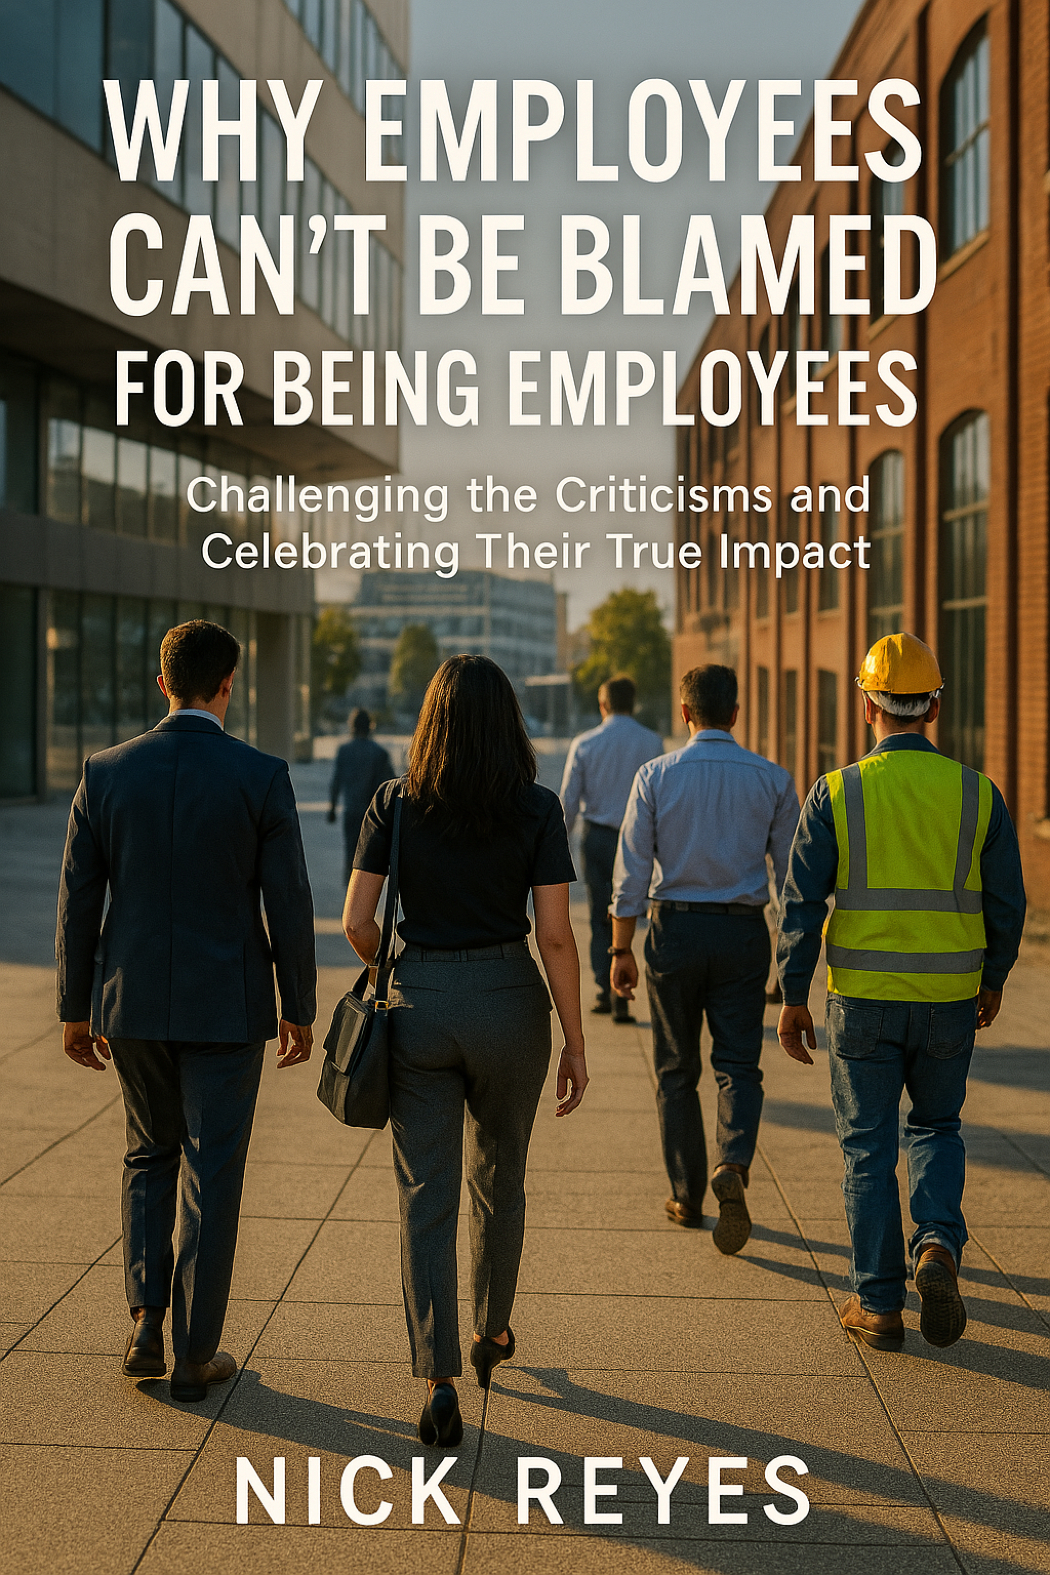 WHY EMPLOYEES
CAN'T BE BLAMED
FOR BEING EMPLOYEES
Challenging the Criticisms and
Celebrating Their True Impact
NICK REYES